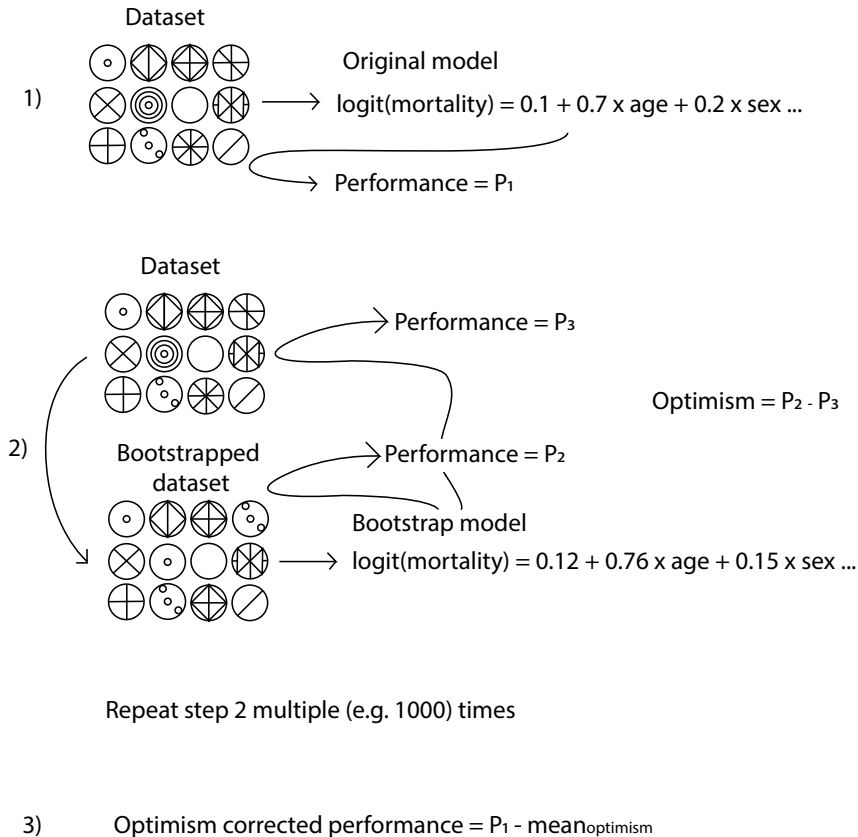 Dataset
1)
Original model
logit(mortality) = 0.1 + 0.7 x age + 0.2 x sex ...
Performance = P₁
Dataset
Performance = P₃
Optimism = P₂ - P₃
2)
Bootstrapped
dataset
Performance = P₂
Bootstrap model
logit(mortality) = 0.12 + 0.76 x age + 0.15 x sex ...
Repeat step 2 multiple (e.g. 1000) times
3) Optimism corrected performance = P₁ - meanoptimism